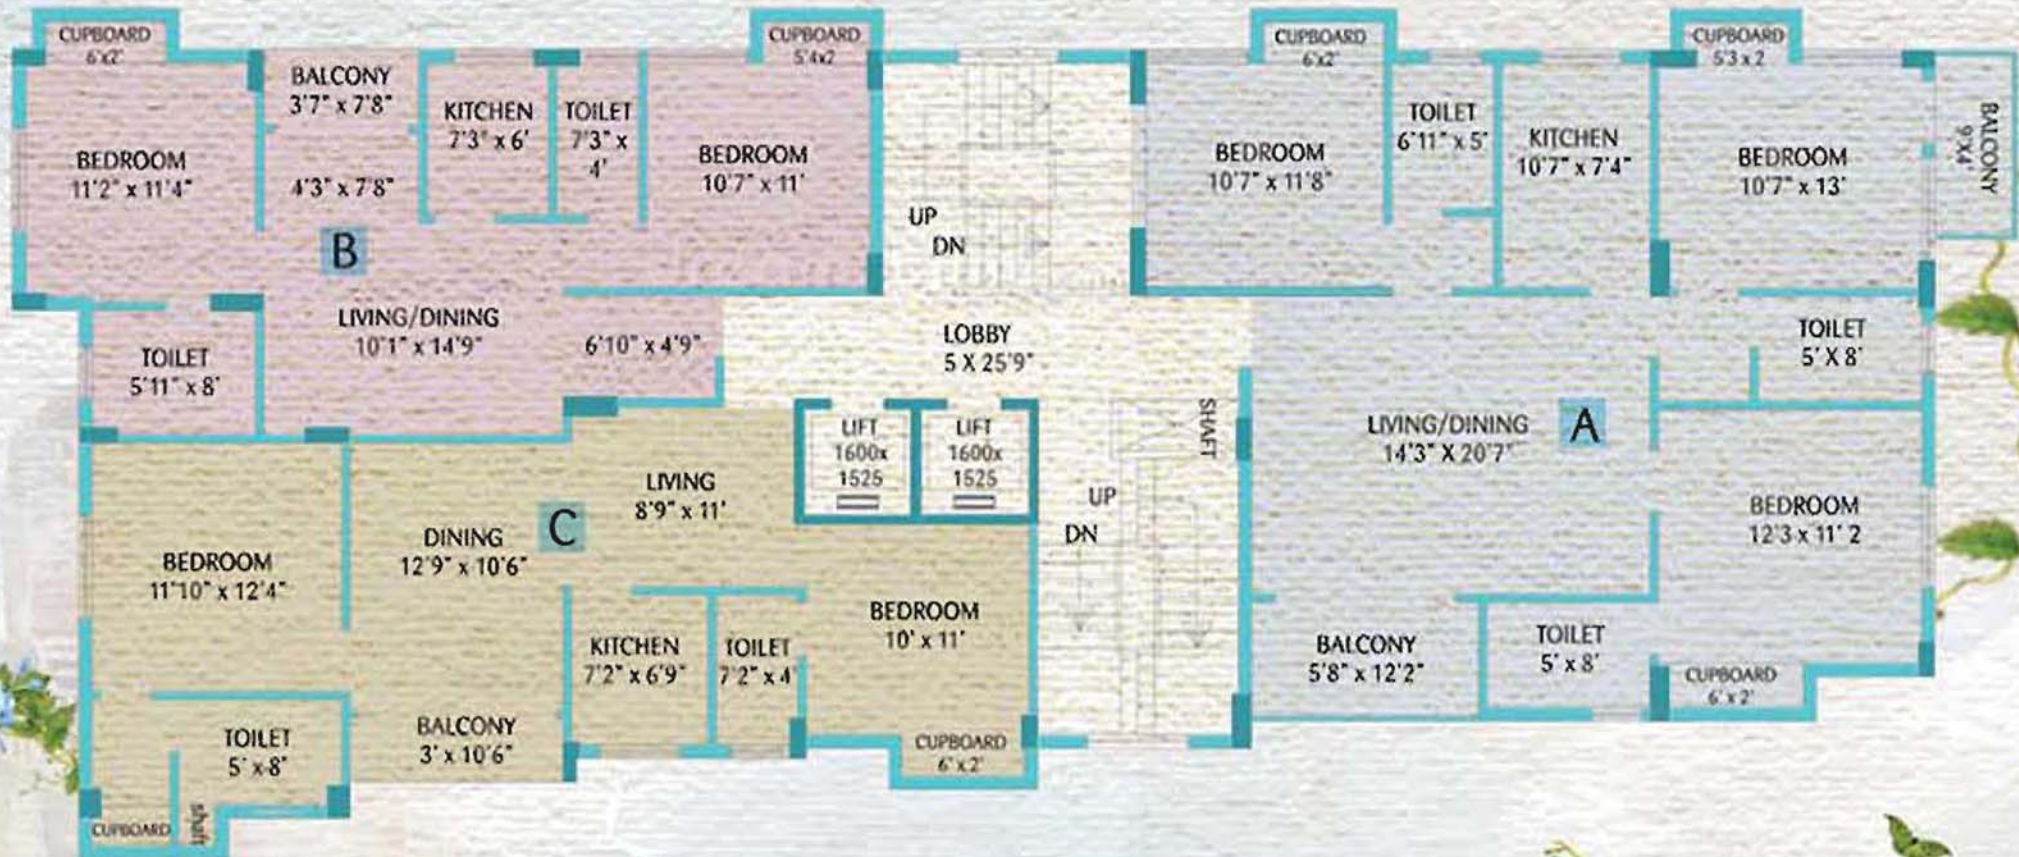 CUPBOARD
6'x2'
BEDROOM
11'2" x 11'4"
BALCONY
3'7" x 7'8"
4'3" x 7'8"
KITCHEN
7'3" x 6'
TOILET
7'3" x
4'
CUPBOARD
5'4x2
BEDROOM
10'7" x 11'
B
LIVING/DINING
10'1" x 14'9"
6'10" x 4'9"
TOILET
5'11" x 8'
UP
DN
LOBBY
5 X 25'9"
LIFT
1600x
1525
LIFT
1600x
1525
SHAFT
UP
DN
CUPBOARD
6'x2'
BEDROOM
10'7" x 11'8"
TOILET
6'11" x 5'
KITCHEN
10'7" x 7'4"
CUPBOARD
5'3 x 2
BEDROOM
10'7" x 13'
BALCONY
9'X4'
TOILET
5' X 8'
LIVING/DINING
14'3" X 20'7"
A
BEDROOM
12'3 x 11' 2
BALCONY
5'8" x 12'2"
TOILET
5' x 8'
CUPBOARD
6' x 2'
LIVING
8'9" x 11'
C
DINING
12'9" x 10'6"
BEDROOM
11'10" x 12'4"
KITCHEN
7'2" x 6'9"
TOILET
7'2" x 4'
BEDROOM
10' x 11'
CUPBOARD
6' x 2'
TOILET
5' x 8"
BALCONY
3' x 10'6"
CUPBOARD
shaft